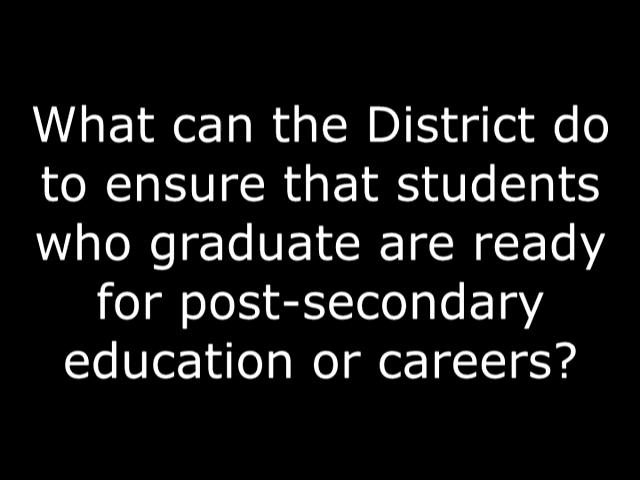 What can the District do
to ensure that students
who graduate are ready
for post-secondary
education or careers?